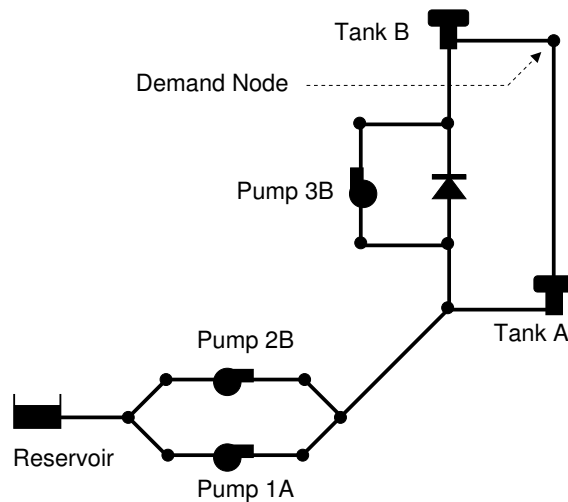 Tank B
Demand Node
Pump 3B
Tank A
Pump 2B
Reservoir
Pump 1A